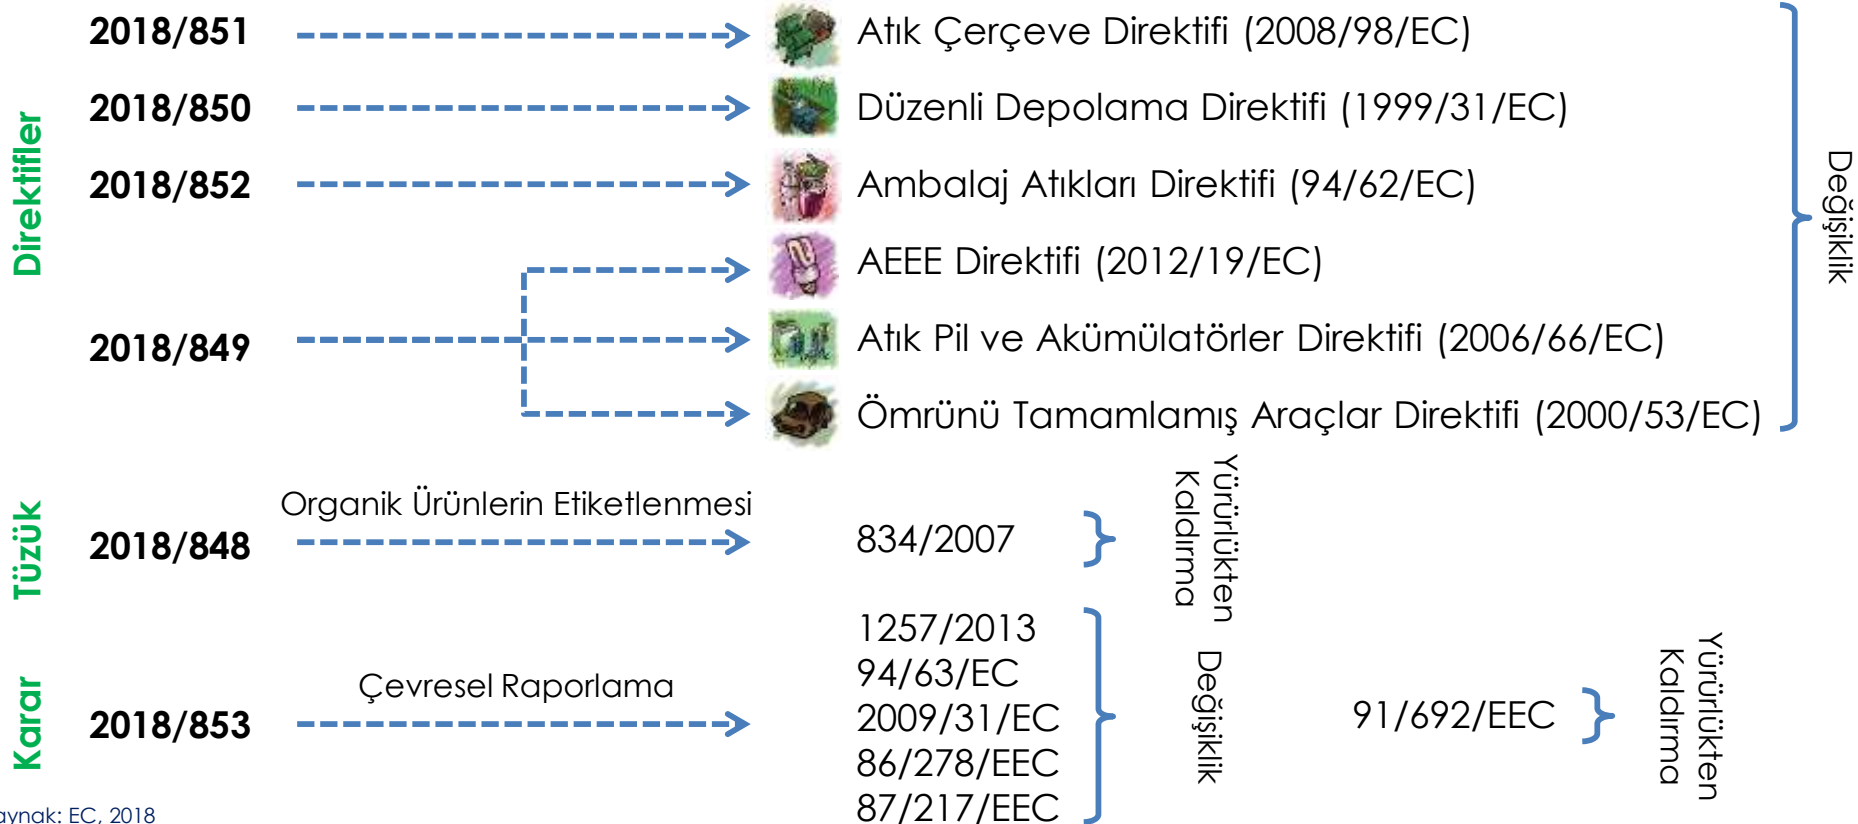 Direktifler
2018/851
Atık Çerçeve Direktifi (2008/98/EC)
2018/850
Düzenli Depolama Direktifi (1999/31/EC)
2018/852
Ambalaj Atıkları Direktifi (94/62/EC)
2018/849
AEEE Direktifi (2012/19/EC)
Atık Pil ve Akümülatörler Direktifi (2006/66/EC)
Ömrünü Tamamlamış Araçlar Direktifi (2000/53/EC)
Değişiklik
Tüzük
2018/848
Organik Ürünlerin Etiketlenmesi
834/2007
Yürürlükten
Kaldırma
Karar
2018/853
Çevresel Raporlama
1257/2013
94/63/EC
2009/31/EC
86/278/EEC
87/217/EEC
Değişiklik
91/692/EEC
Yürürlükten
Kaldırma
aynak: EC, 2018